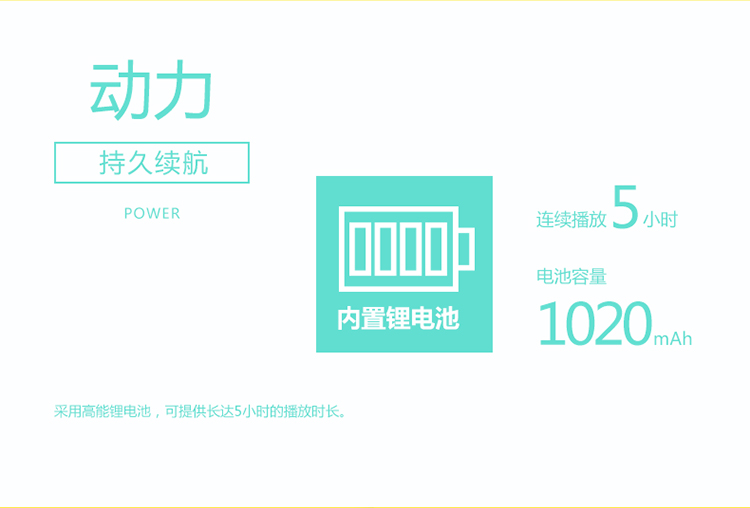 动力
持久续航
POWER
内置锂电池
连续播放5小时
电池容量
1020mAh
采用高能锂电池，可提供长达5小时的播放时长。